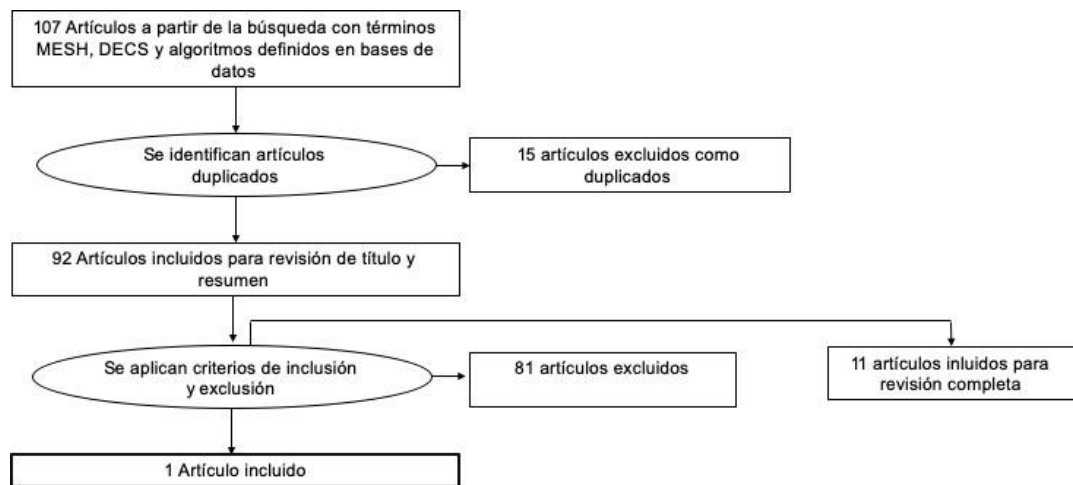 107 Artículos a partir de la búsqueda con términos
MESH, DECS y algoritmos definidos en bases de
datos
Se identifican artículos
duplicados
15 artículos excluidos como
duplicados
92 Artículos incluidos para revisión de título y
resumen
Se aplican criterios de inclusión
y exclusión
81 artículos excluidos
11 artículos inluidos para
revisión completa
1 Artículo incluido